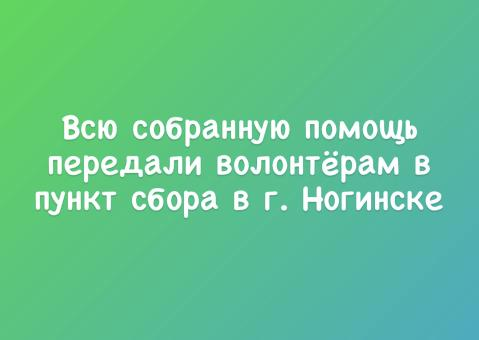 Всю собранную помощь
передали волонтёрам в
пункт сбора в г. Ногинске